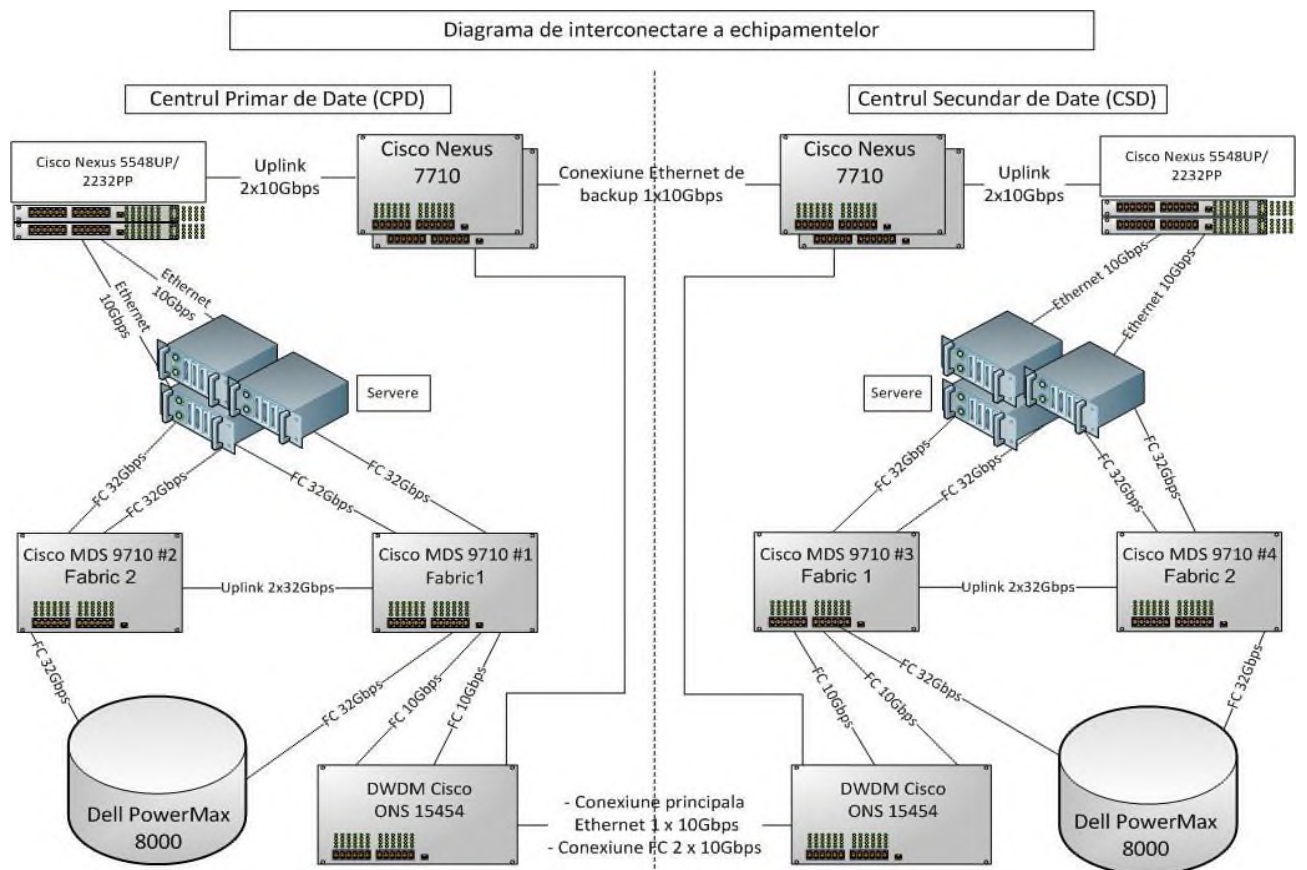 Diagrama de interconectare a echipamentelor
Centrul Primar de Date (CPD)
Centrul Secundar de Date (CSD)
Cisco Nexus 5548UP/
2232PP
Uplink
2x10Gbps
Cisco Nexus
7710
Conexiune Ethernet de
backup 1x10Gbps
Cisco Nexus
7710
Uplink
2x10Gbps
Cisco Nexus 5548UP/
2232PP
Ethernet
10Gbps
Ethernet
10Gbps
Ethernet 10Gbps
Ethernet 10Gbps
Servere
Servere
FC 32Gbps
FC 32Gbps
FC 32Gbps
FC 32Gbps
FC 32Gbps
FC 32Gbps
FC 32Gbps
FC 32Gbps
Cisco MDS 9710 #2
Fabric 2
Uplink 2x32Gbps
Cisco MDS 9710 #1
Fabric1
Cisco MDS 9710 #3
Fabric 1
Uplink 2x32Gbps
Cisco MDS 9710 #4
Fabric 2
FC 32Gbps
FC 32Gbps
FC 10Gbps
FC 10Gbps
FC 10Gbps
FC 10Gbps
FC 32Gbps
FC 32Gbps
Dell PowerMax
8000
DWDM Cisco
ONS 15454
- Conexiune principala
Ethernet 1 x 10Gbps
- Conexiune FC 2 x 10Gbps
DWDM Cisco
ONS 15454
Dell PowerMax
8000